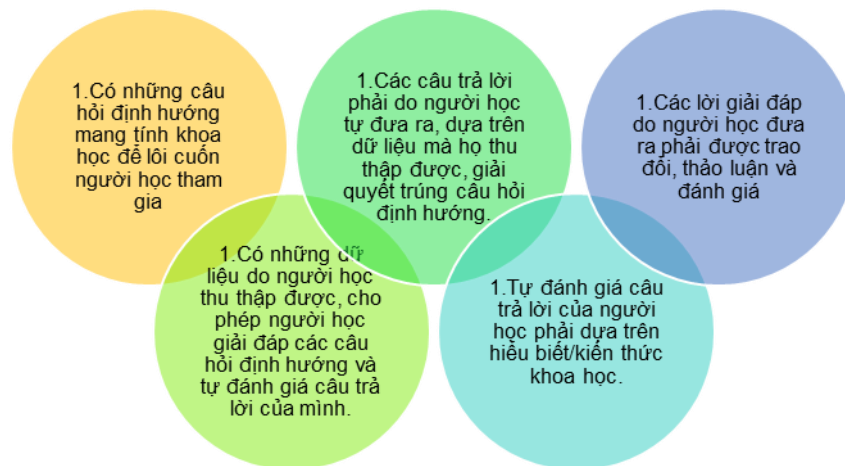 1.Có những câu
hỏi định hướng
mang tính khoa
học để lôi cuốn
người học tham
gia
1.Có những dữ
liệu do người học
thu thập được, cho
phép người học
giải đáp các câu
hỏi định hướng và
tự đánh giá câu trả
lời của mình.
1.Các câu trả lời
phải do người học
tự đưa ra, dựa trên
dữ liệu mà họ thu
thập được, giải
quyết trúng câu hỏi
định hướng.
1.Tự đánh giá câu
trả lời của người
học phải dựa trên
hiểu biết/kiến thức
khoa học.
1.Các lời giải đáp
do người học đưa
ra phải được trao
đổi, thảo luận và
đánh giá